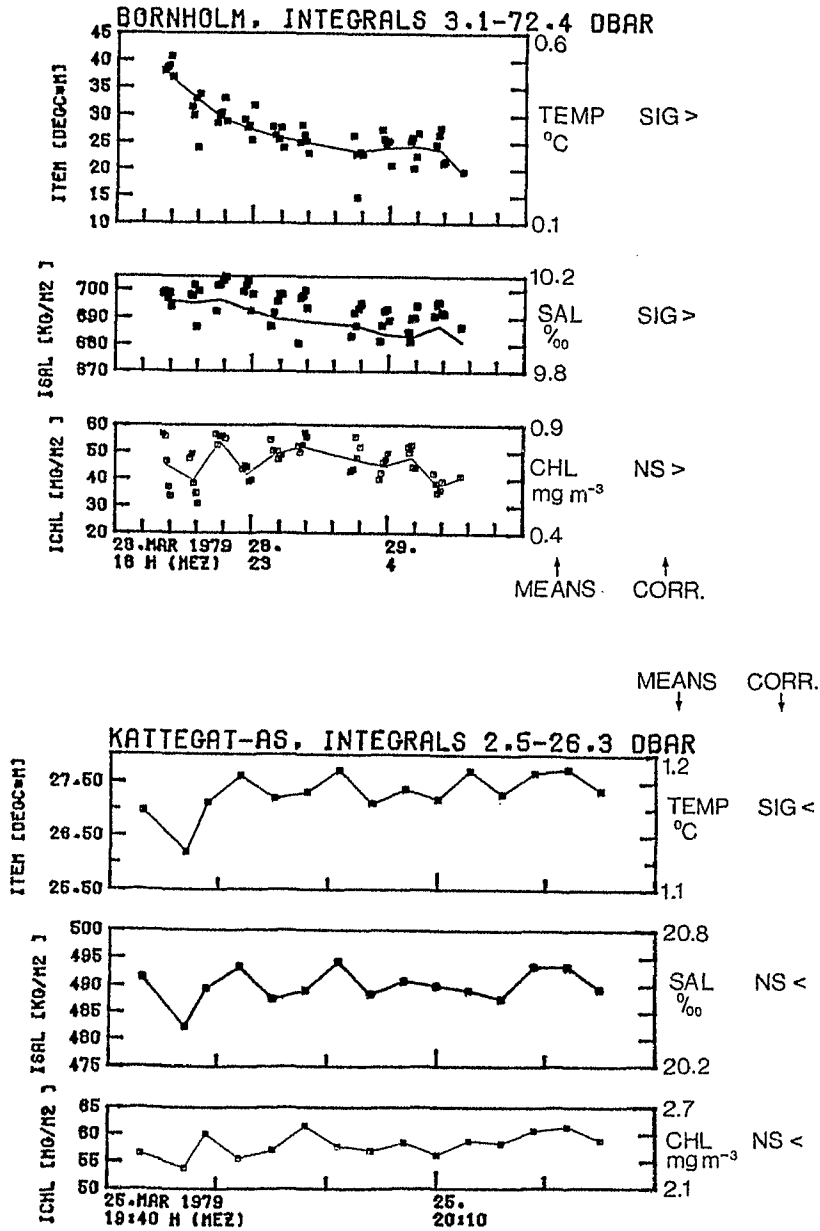 BORNHOLM, INTEGRALS 3.1-72.4 DBAR
ITEM [DEGC*M]
45
40
35
30
25
20
15
10
0.6
TEMP
°C
0.1
SIG >
ISAL [KG/M2 ]
700
690
680
670
10.2
SAL
‰
9.8
SIG >
ICHL [MG/M2 ]
60
50
40
30
20
0.9
CHL
mg m⁻³
0.4
NS >
28.MAR 1979 28. 29.
18 H (MEZ) 23 4
↑ ↑
MEANS CORR.
MEANS CORR.
↓ ↓
KATTEGAT-AS, INTEGRALS 2.5-26.3 DBAR
ITEM [DEGC*M]
27.50
26.50
25.50
1.2
TEMP
°C
1.1
SIG <
ISAL [KG/M2 ]
500
495
490
485
480
475
20.8
SAL
‰
20.2
NS <
ICHL [MG/M2 ]
65
60
55
50
2.7
CHL
mg m⁻³
2.1
NS <
25.MAR 1979 25.
19:40 H (MEZ) 20:10